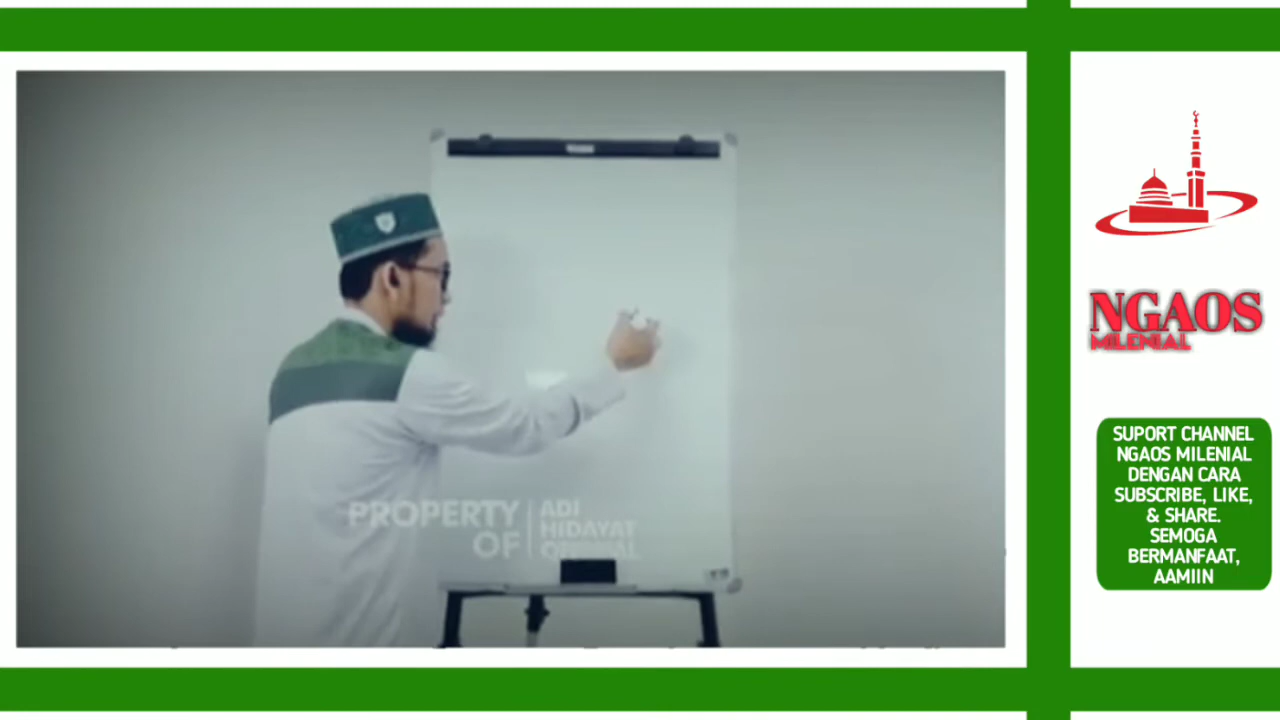 PROPERTY
OF
ADI
HIDAYAT
NGAOS
MILENIAL
SUPORT CHANNEL
NGAOS MILENIAL
DENGAN CARA
SUBSCRIBE, LIKE,
& SHARE.
SEMOGA
BERMANFAAT,
AAMIIN